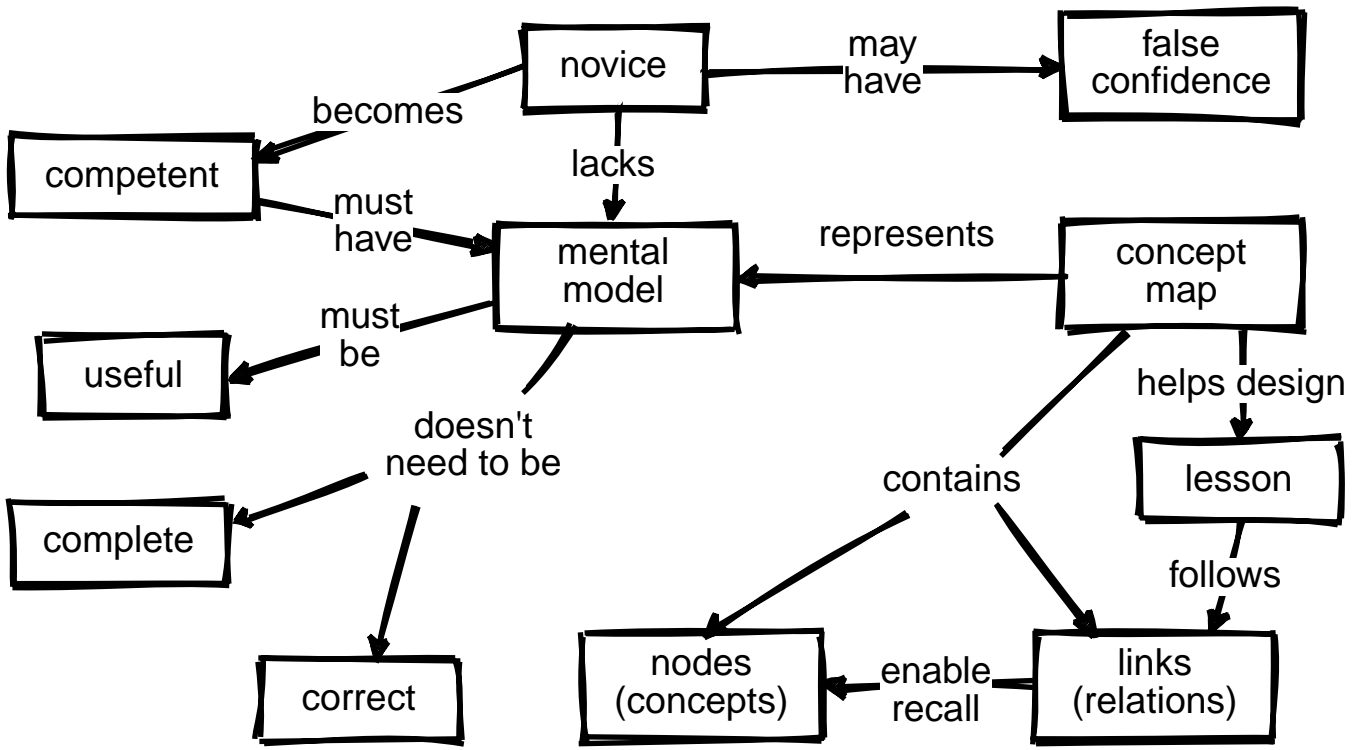 novice
may
have
false
confidence
becomes
competent
lacks
must
have
mental
model
represents
concept
map
must
be
useful
helps design
doesn't
need to be
contains
lesson
complete
follows
correct
nodes
(concepts)
enable
recall
links
(relations)